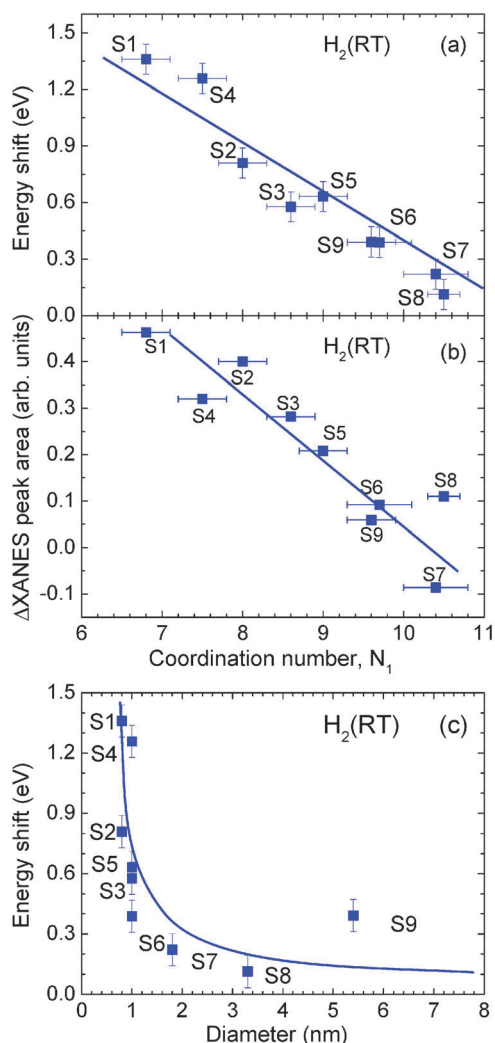 H2(RT) (a)
S1
S4
S2
S3
S5
S9
S6
S7
S8
Energy shift (eV)
1.5
1.2
0.9
0.6
0.3
0.0
H2(RT) (b)
S1
S2
S4
S3
S5
S6
S9
S8
S7
ΔXANES peak area (arb. units)
0.4
0.3
0.2
0.1
0.0
-0.1
6 7 8 9 10 11
Coordination number, N1
H2(RT) (c)
S1
S4
S2
S5
S3
S6
S7
S8
S9
Energy shift (eV)
1.5
1.2
0.9
0.6
0.3
0.0
0 1 2 3 4 5 6 7 8
Diameter (nm)